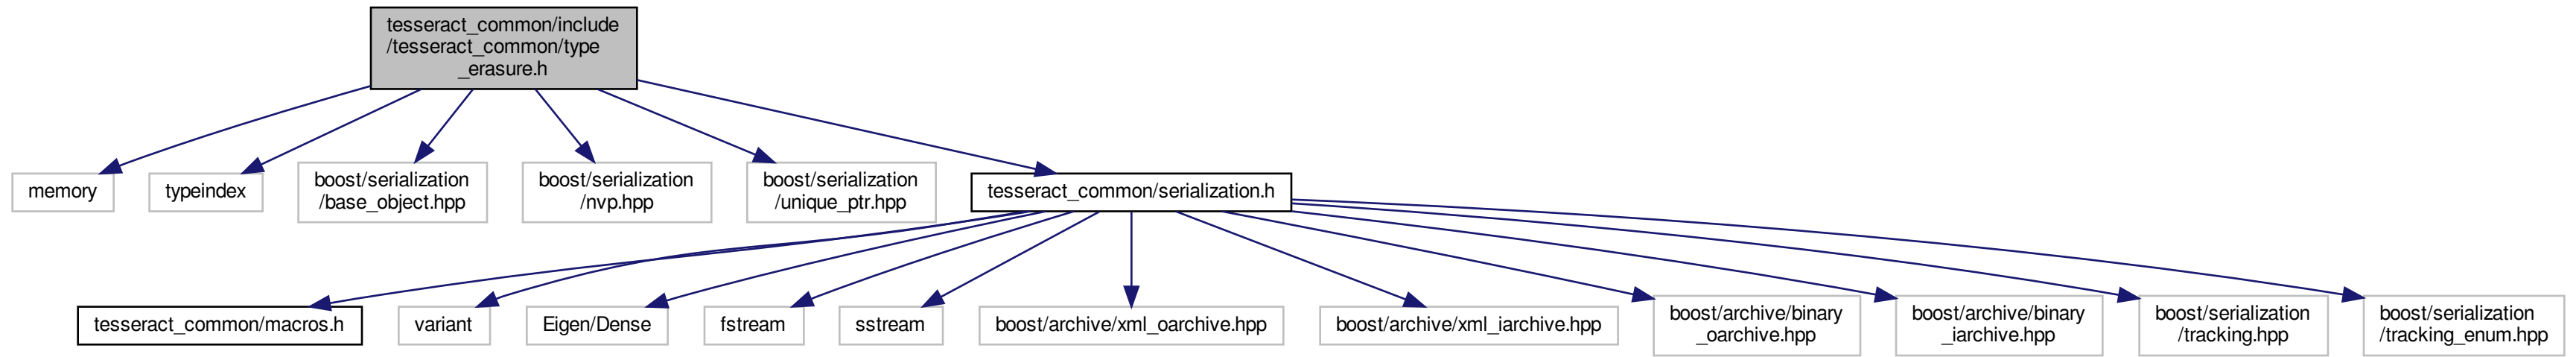 tesseract_common/include
/tesseract_common/type
_erasure.h
memory
typeindex
boost/serialization
/base_object.hpp
boost/serialization
/nvp.hpp
boost/serialization
/unique_ptr.hpp
tesseract_common/serialization.h
tesseract_common/macros.h
variant
Eigen/Dense
fstream
sstream
boost/archive/xml_oarchive.hpp
boost/archive/xml_iarchive.hpp
boost/archive/binary
_oarchive.hpp
boost/archive/binary
_iarchive.hpp
boost/serialization
/tracking.hpp
boost/serialization
/tracking_enum.hpp